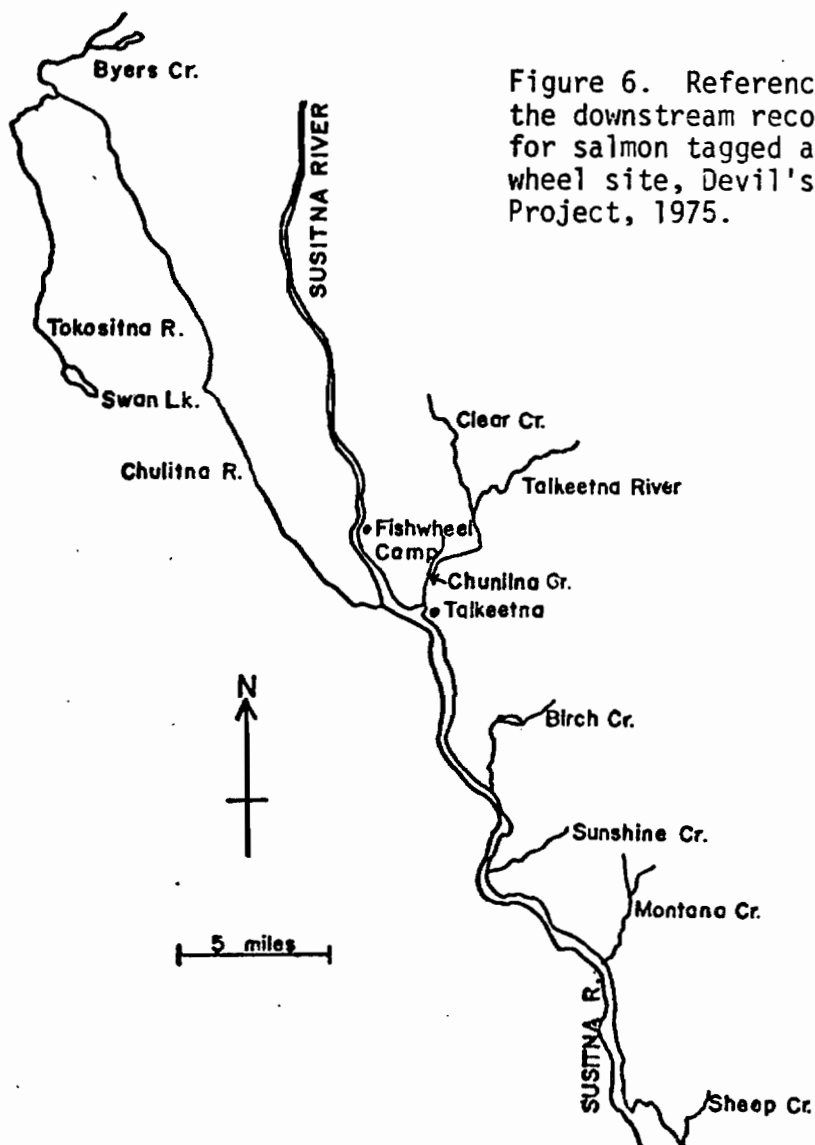 Byers Cr.
Figure 6. Referenc
the downstream reco
for salmon tagged a
wheel site, Devil's
Project, 1975.
SUSITNA RIVER
Tokositna R.
Swan Lk.
Clear Cr.
Chulitna R.
Talkeetna River
Fishwheel
Camp
Chunilna Cr.
Talkeetna
N
Birch Cr.
Sunshine Cr.
Montana Cr.
5 miles
SUSITNA R.
Sheep Cr.